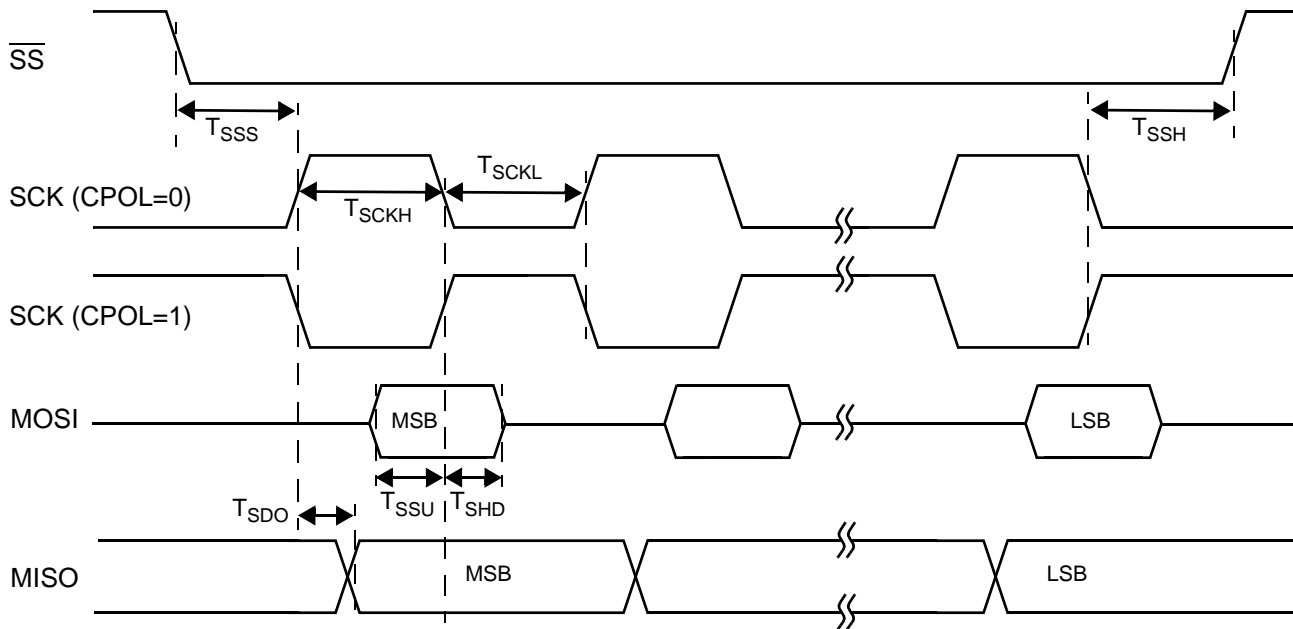 SS
T_SSS
T_SSH
SCK (CPOL=0)
T_SCKH
T_SCKL
SCK (CPOL=1)
MOSI
MSB
LSB
T_SSU
T_SHD
T_SDO
MISO
MSB
LSB